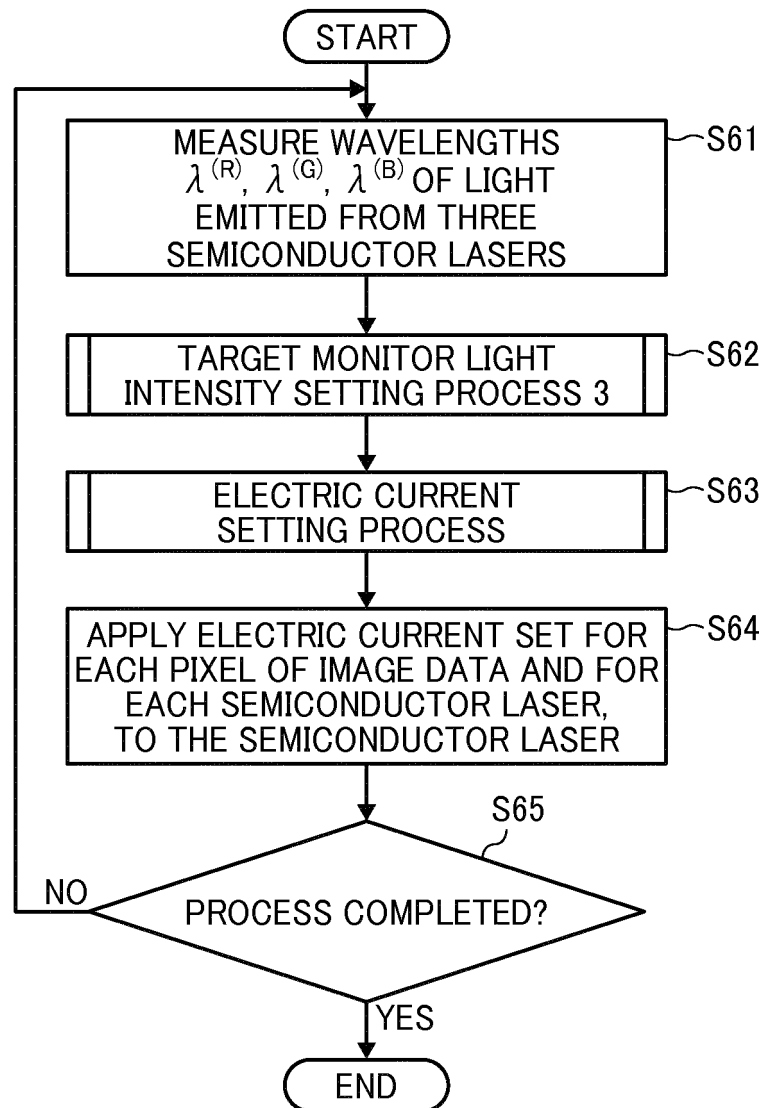 START
MEASURE WAVELENGTHS
λ(R), λ(G), λ(B) OF LIGHT
EMITTED FROM THREE
SEMICONDUCTOR LASERS
S61
TARGET MONITOR LIGHT
INTENSITY SETTING PROCESS 3
S62
ELECTRIC CURRENT
SETTING PROCESS
S63
APPLY ELECTRIC CURRENT SET FOR
EACH PIXEL OF IMAGE DATA AND FOR
EACH SEMICONDUCTOR LASER,
TO THE SEMICONDUCTOR LASER
S64
S65
NO
PROCESS COMPLETED?
YES
END